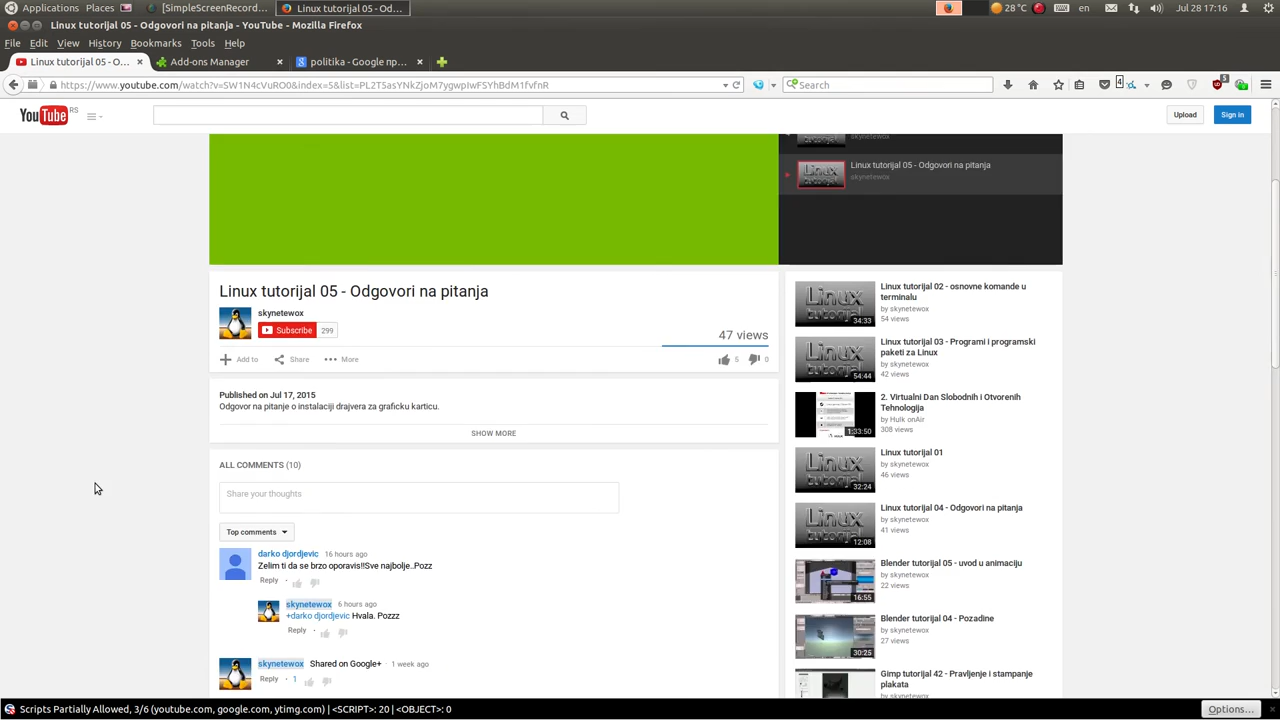 Applications Places [SimpleScreenRecord... Linux tutorijal 05 - Od... 28 °C en Jul 28 17:16
Linux tutorijal 05 - Odgovori na pitanja - YouTube - Mozilla Firefox
File Edit View History Bookmarks Tools Help
Linux tutorijal 05 - O... × Add-ons Manager × politika - Google пр... ×
https://www.youtube.com/watch?v=SW1N4cVuRO0&index=5&list=PL2T5asYNkZjoM7ygwpIwFSYhBdM1fvfnR Search 4 5
YouTube RS Upload Sign in
skynetewox
Linux tutorijal 05 - Odgovori na pitanja
skynetewox
Linux tutorijal 05 - Odgovori na pitanja
skynetewox
Subscribe 299
47 views
Add to Share More 5 0
Published on Jul 17, 2015
Odgovor na pitanje o instalaciji drajvera za graficku karticu.
SHOW MORE
ALL COMMENTS (10)
Share your thoughts
Top comments
darko djordjevic 16 hours ago
Zelim ti da se brzo oporavis!!Sve najbolje..Pozz
Reply ·
skynetewox 6 hours ago
+darko djordjevic Hvala. Pozzz
Reply ·
skynetewox Shared on Google+ · 1 week ago
Reply · 1
Linux tutorijal 02 - osnovne komande u
terminalu
by skynetewox
54 views
34:33
Linux tutorijal 03 - Programi i programski
paketi za Linux
by skynetewox
42 views
54:44
2. Virtualni Dan Slobodnih i Otvorenih
Tehnologija
by Hulk onAir
308 views
1:33:50
Linux tutorijal 01
by skynetewox
46 views
32:24
Linux tutorijal 04 - Odgovori na pitanja
by skynetewox
41 views
12:08
Blender tutorijal 05 - uvod u animaciju
by skynetewox
22 views
16:55
Blender tutorijal 04 - Pozadine
by skynetewox
27 views
30:25
Gimp tutorijal 42 - Pravljenje i stampanje
plakata
by skynetewox
Scripts Partially Allowed, 3/6 (youtube.com, google.com, ytimg.com) | <SCRIPT>: 20 | <OBJECT>: 0 Options... ×